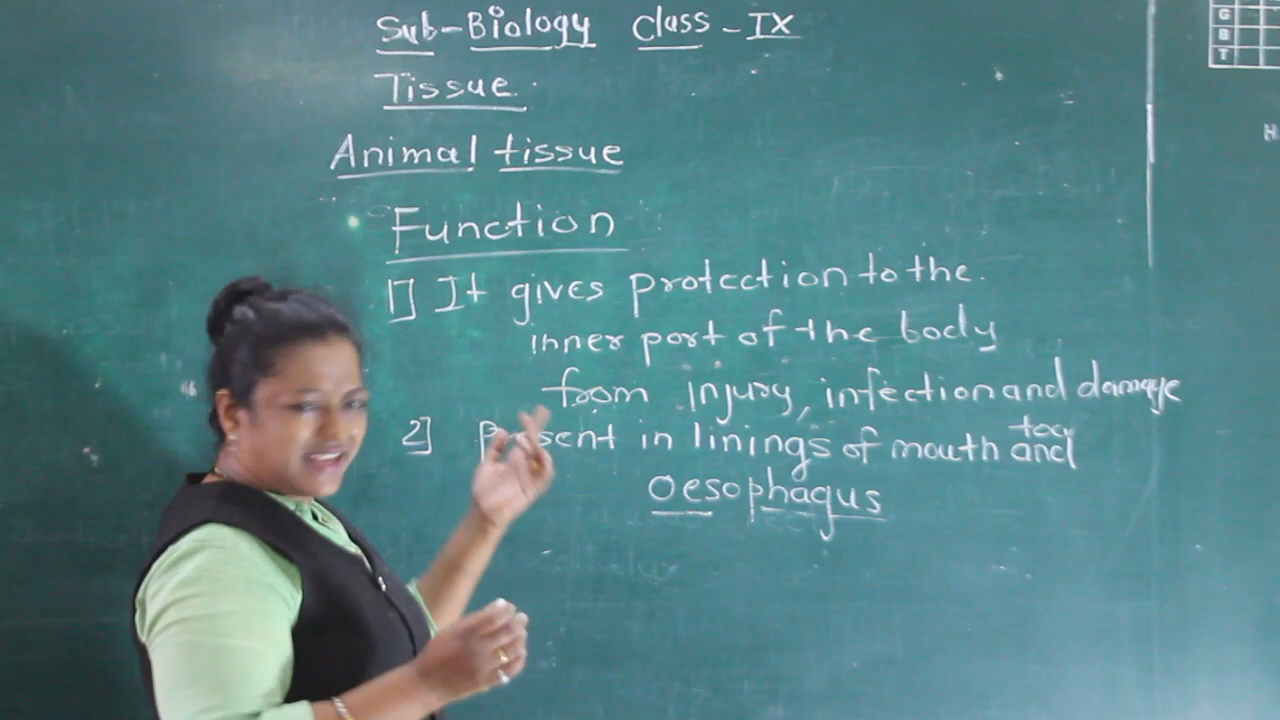 Sub-Biology Class-IX
Tissue
Animal tissue
Function
1] It gives protection to the
inner part of the body
from injury, infection and damage
2] Present in linings of mouth and
Oesophagus
G
B
T
H